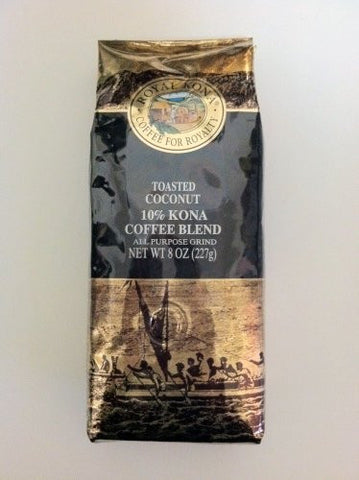 ROYAL KONA
COFFEE FOR ROYALTY
TOASTED
COCONUT
10% KONA
COFFEE BLEND
ALL PURPOSE GRIND
NET WT 8 OZ (227g)